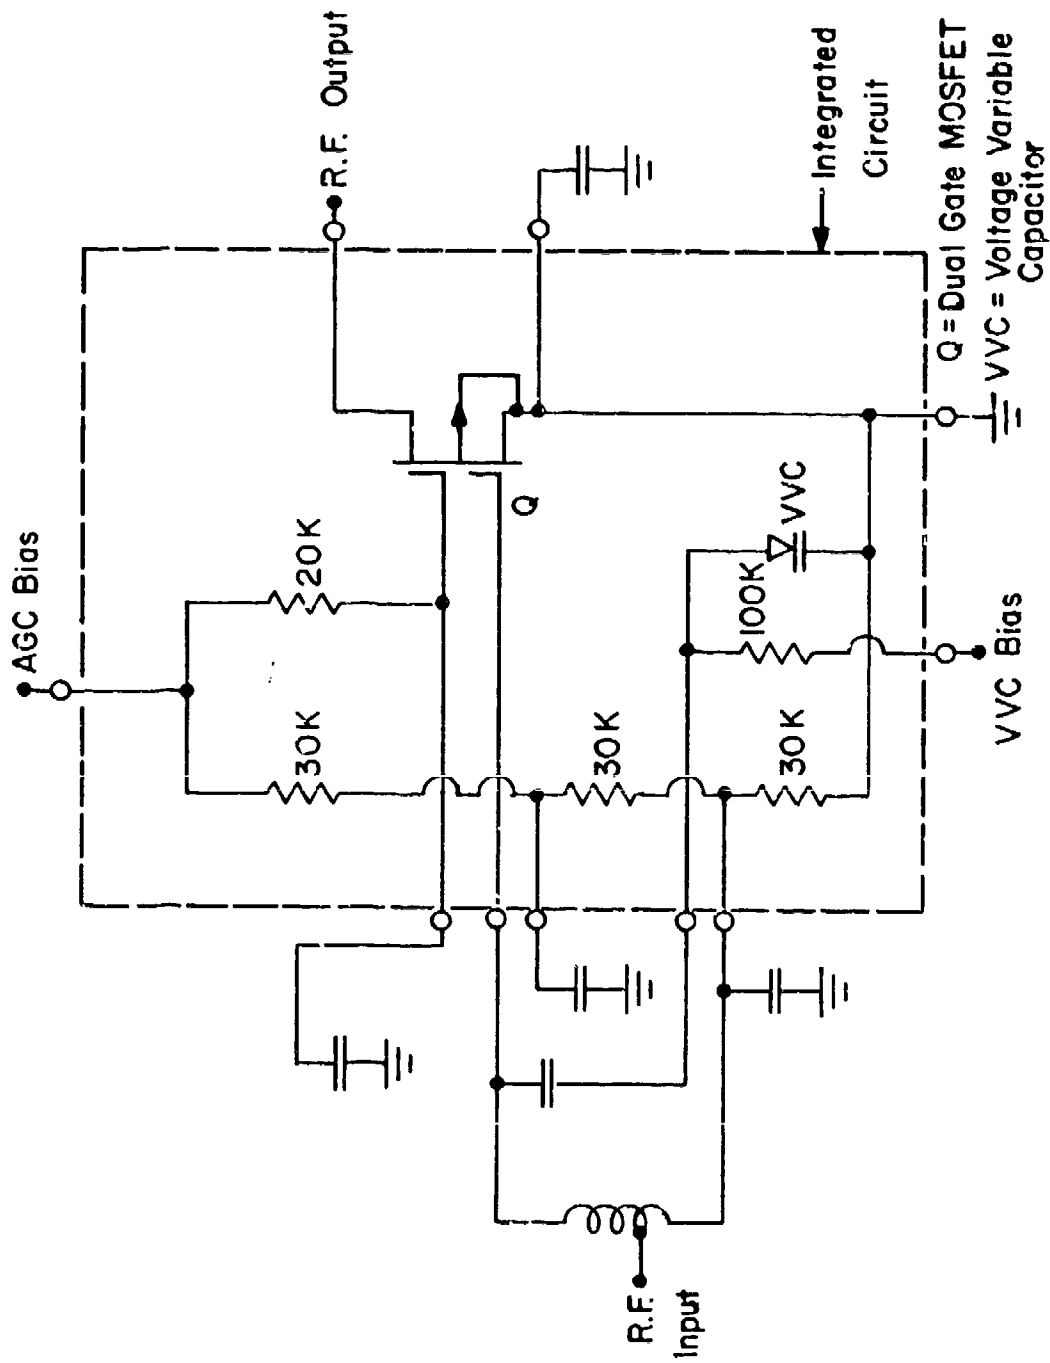 AGC Bias
R.F. Output
30K
20K
Q
30K
100K
VVC
30K
Integrated
Circuit
R.F.
Input
VVC Bias
Q = Dual Gate MOSFET
VVC = Voltage Variable
Capacitor